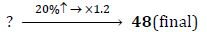 20%↑→×1.2
? ⟶ 48(final)